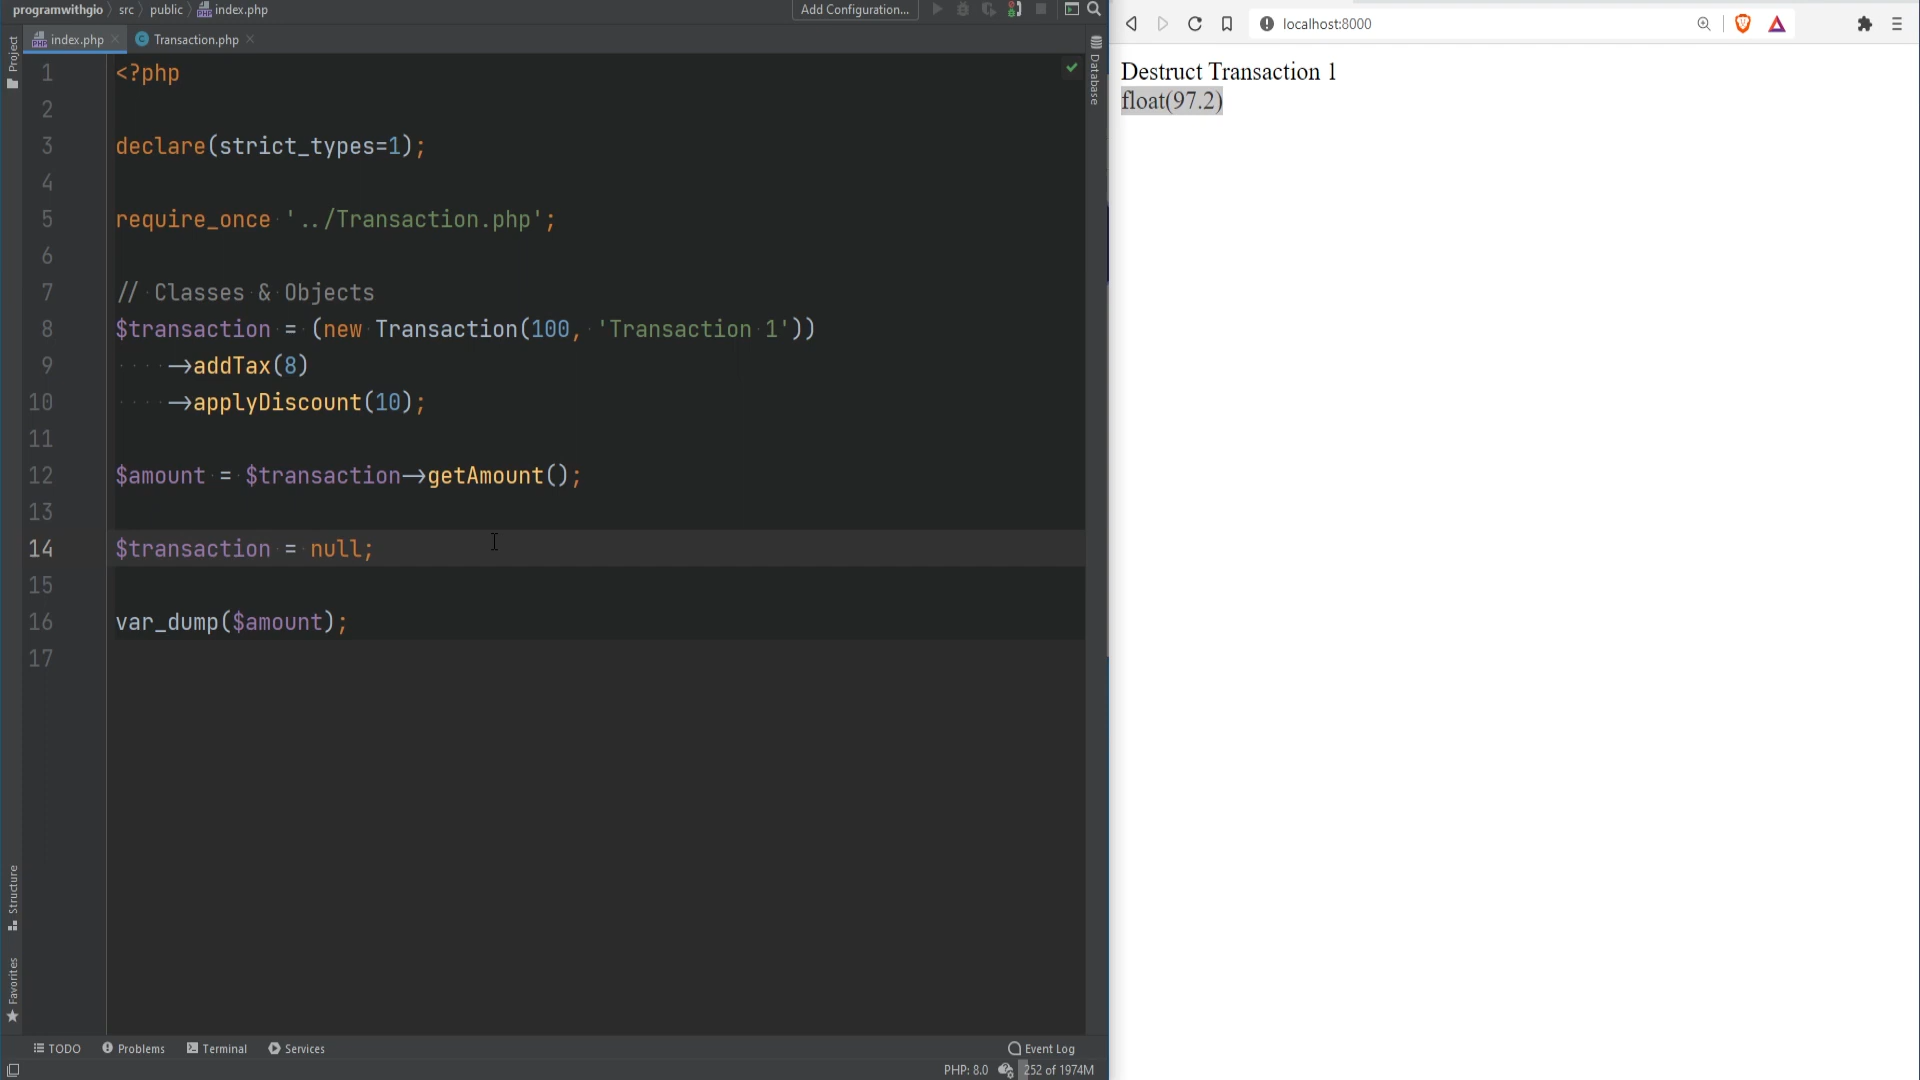 programwithgio src public index.php
Add Configuration...
index.php Transaction.php
Project
Database
1 <?php
2
3 declare(strict_types=1);
4
5 require_once '../Transaction.php';
6
7 // Classes & Objects
8 $transaction = (new Transaction(100, 'Transaction 1'))
9 ->addTax(8)
10 ->applyDiscount(10);
11
12 $amount = $transaction->getAmount();
13
14 $transaction = null;
15
16 var_dump($amount);
17
Structure
Favorites
TODO Problems Terminal Services Event Log
PHP: 8.0 252 of 1974M
localhost:8000
Destruct Transaction 1
float(97.2)